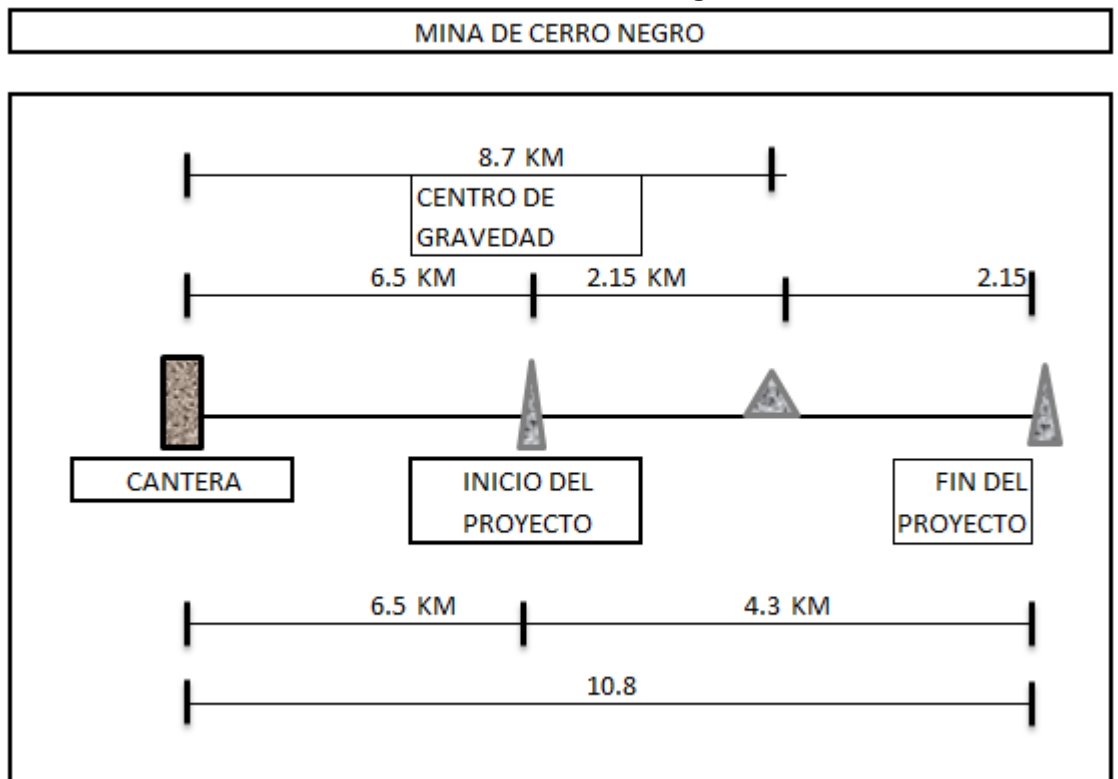 MINA DE CERRO NEGRO
8.7 KM
CENTRO DE
GRAVEDAD
6.5 KM 2.15 KM 2.15
CANTERA
INICIO DEL
PROYECTO
FIN DEL
PROYECTO
6.5 KM 4.3 KM
10.8